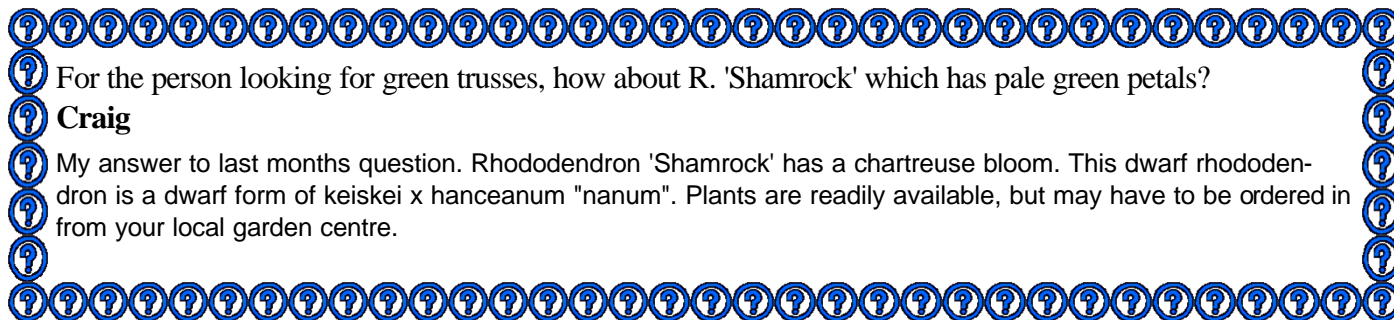 For the person looking for green trusses, how about R. 'Shamrock' which has pale green petals?
Craig
My answer to last months question. Rhododendron 'Shamrock' has a chartreuse bloom. This dwarf rhododen-
dron is a dwarf form of keiskei x hanceanum "nanum". Plants are readily available, but may have to be ordered in
from your local garden centre.